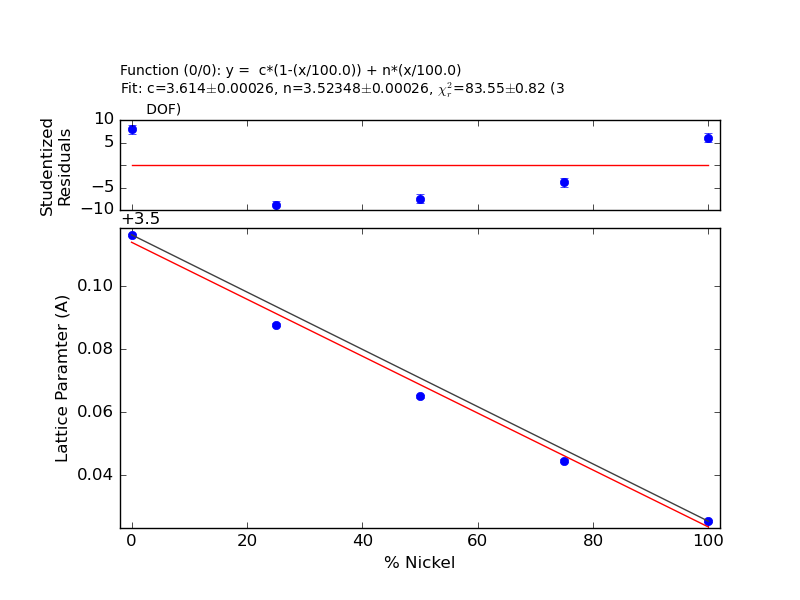 Function (0/0): y =  c*(1-(x/100.0)) + n*(x/100.0)
Fit: c=3.614±0.00026, n=3.52348±0.00026, χ²ᵣ=83.55±0.82 (3
DOF)
10
5
−5
−10
Studentized
Residuals
+3.5
0.10
0.08
0.06
0.04
Lattice Paramter (A)
0 20 40 60 80 100
% Nickel